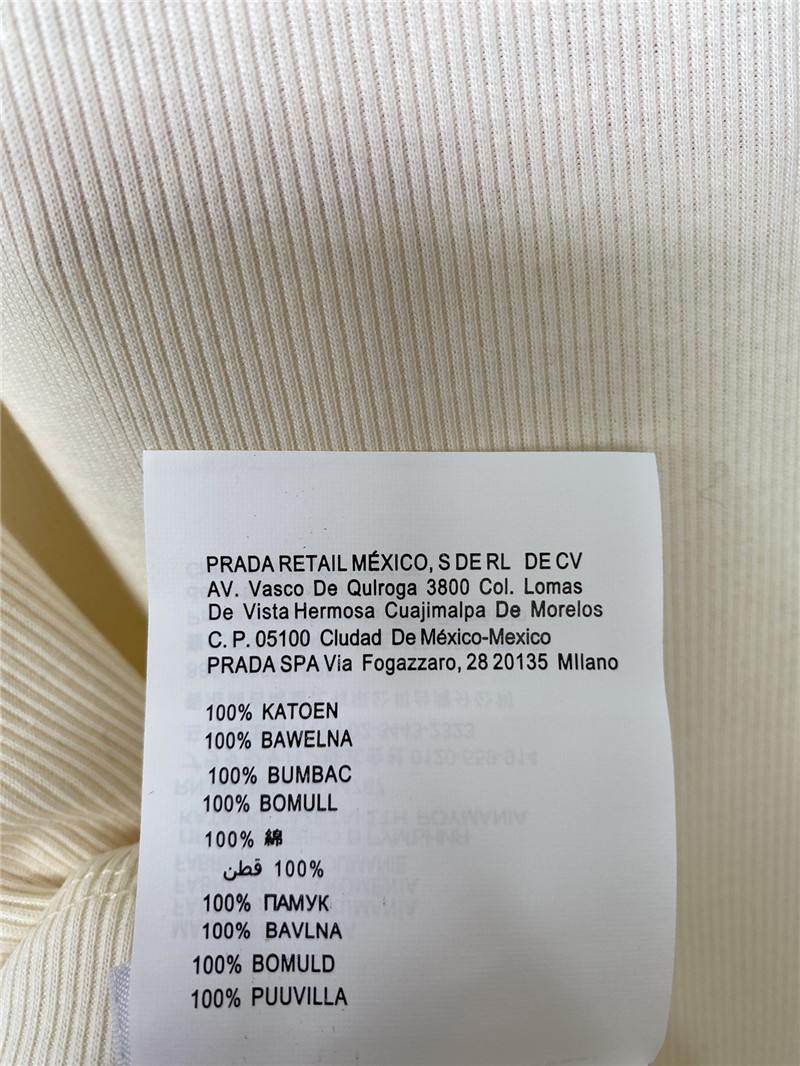 PRADA RETAIL MÉXICO, S DE RL DE CV
AV. Vasco De QuIroga 3800 Col. Lomas
De Vista Hermosa Cuajimalpa De Morelos
C. P. 05100 CIudad De México-Mexico
PRADA SPA Via Fogazzaro, 28 20135 MIlano
100% KATOEN
100% BAWELNA
100% BUMBAC
100% BOMULL
100% 綿
100% قطن
100% ПАМУК
100% BAVLNA
100% BOMULD
100% PUUVILLA